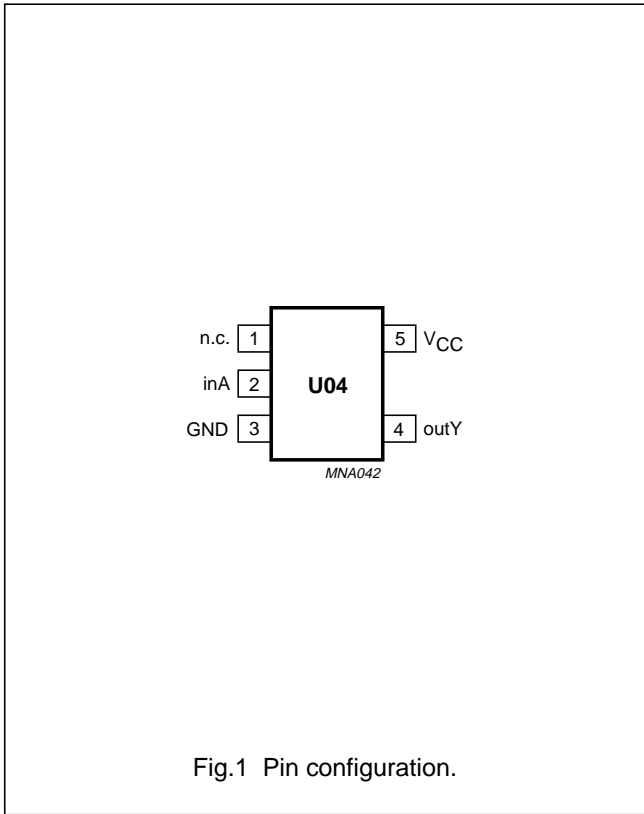 n.c. 1 5 VCC
inA 2 U04
GND 3 4 outY
MNA042
Fig.1 Pin configuration.